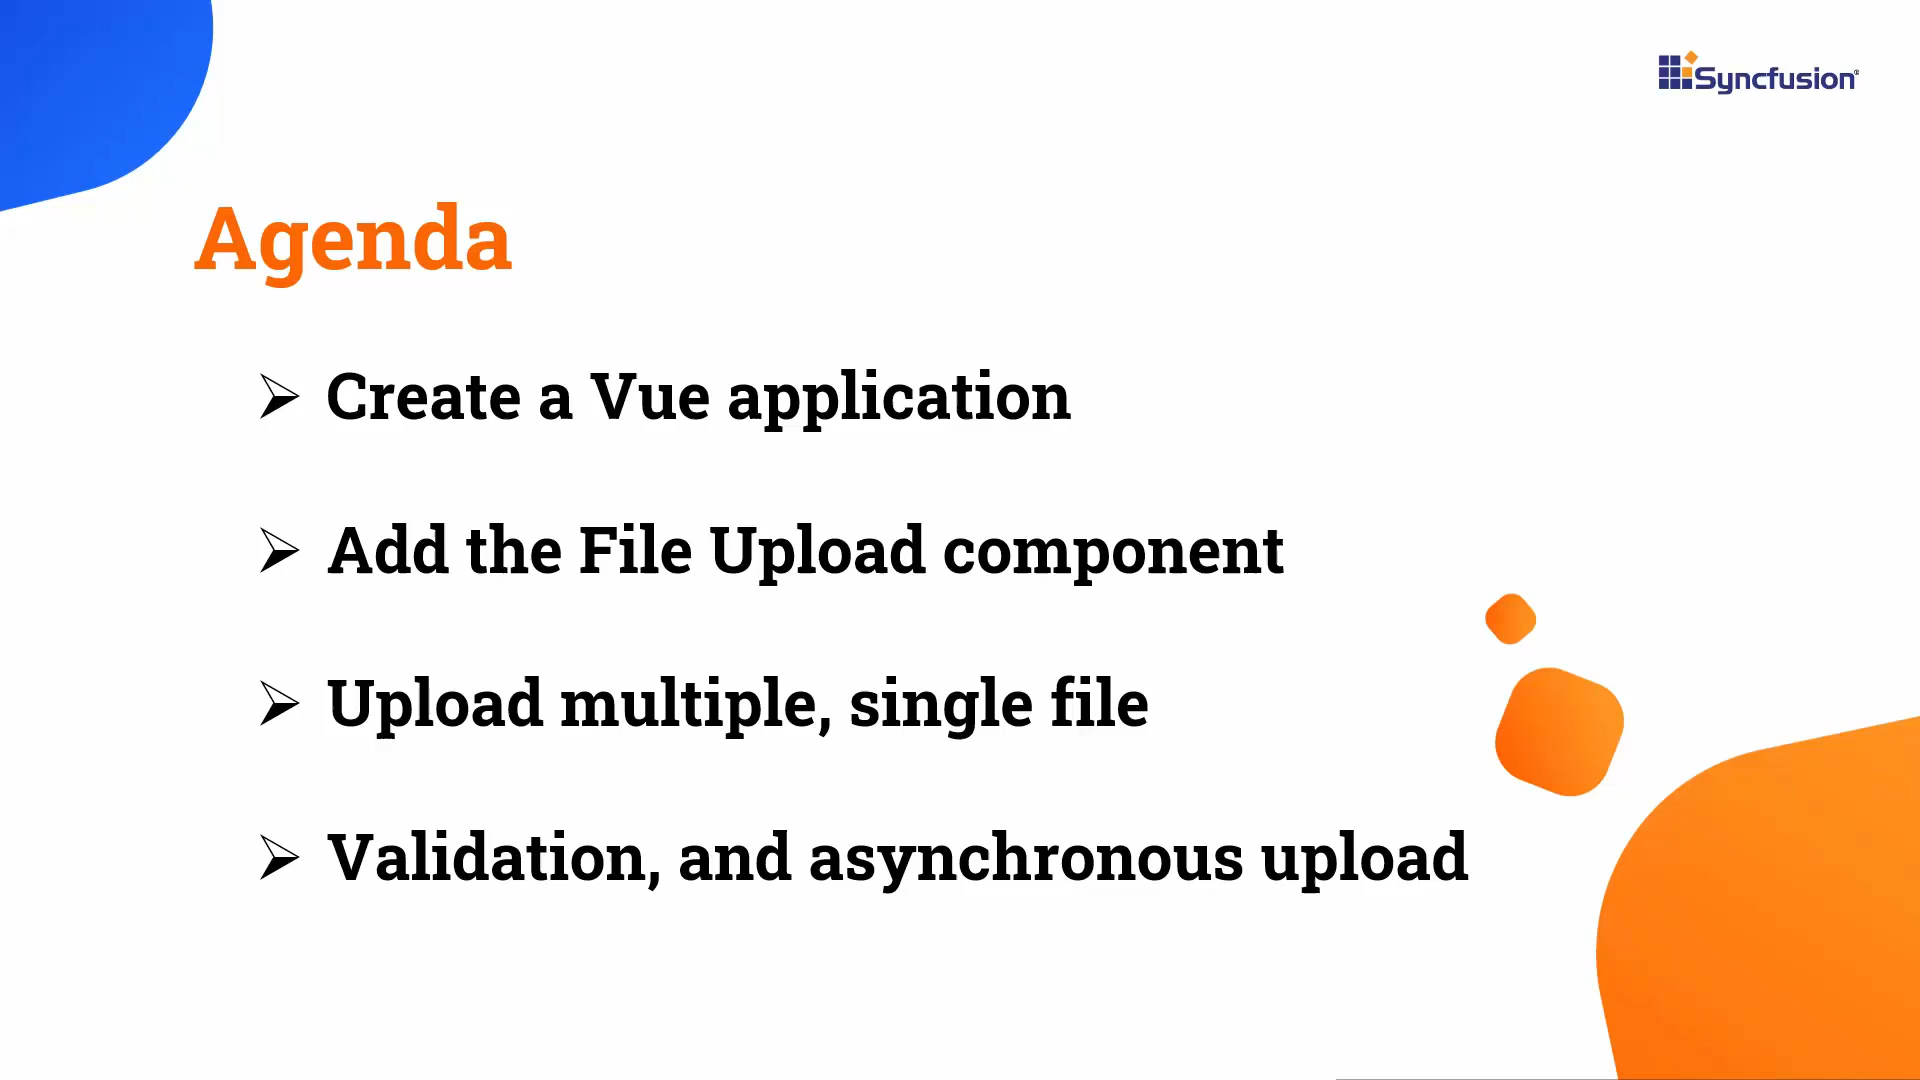 Syncfusion®
Agenda
➢ Create a Vue application
➢ Add the File Upload component
➢ Upload multiple, single file
➢ Validation, and asynchronous upload